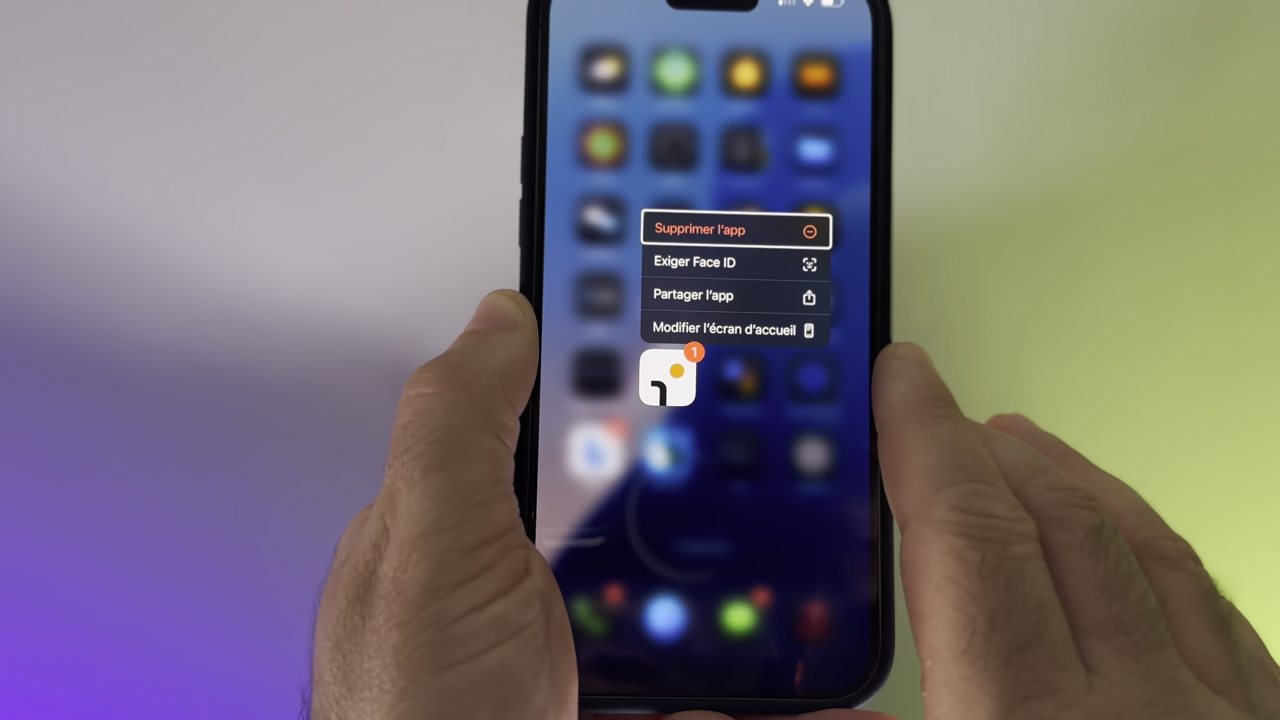 Supprimer l'app
Exiger Face ID
Partager l'app
Modifier l'écran d'accueil
1